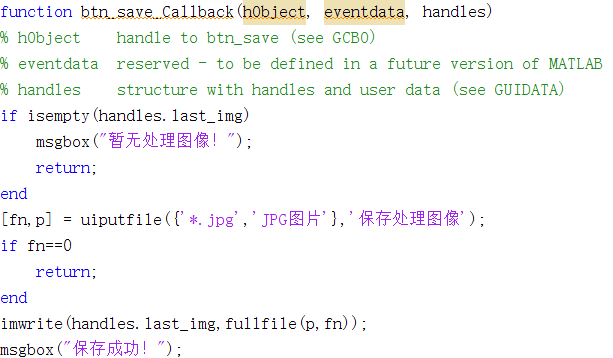 function btn_save_Callback(hObject, eventdata, handles)
% hObject    handle to btn_save (see GCBO)
% eventdata  reserved - to be defined in a future version of MATLAB
% handles    structure with handles and user data (see GUIDATA)
if isempty(handles.last_img)
    msgbox("暂无处理图像！");
    return;
end
[fn,p] = uiputfile({'*.jpg','JPG图片'},'保存处理图像');
if fn==0
    return;
end
imwrite(handles.last_img,fullfile(p,fn));
msgbox("保存成功！");